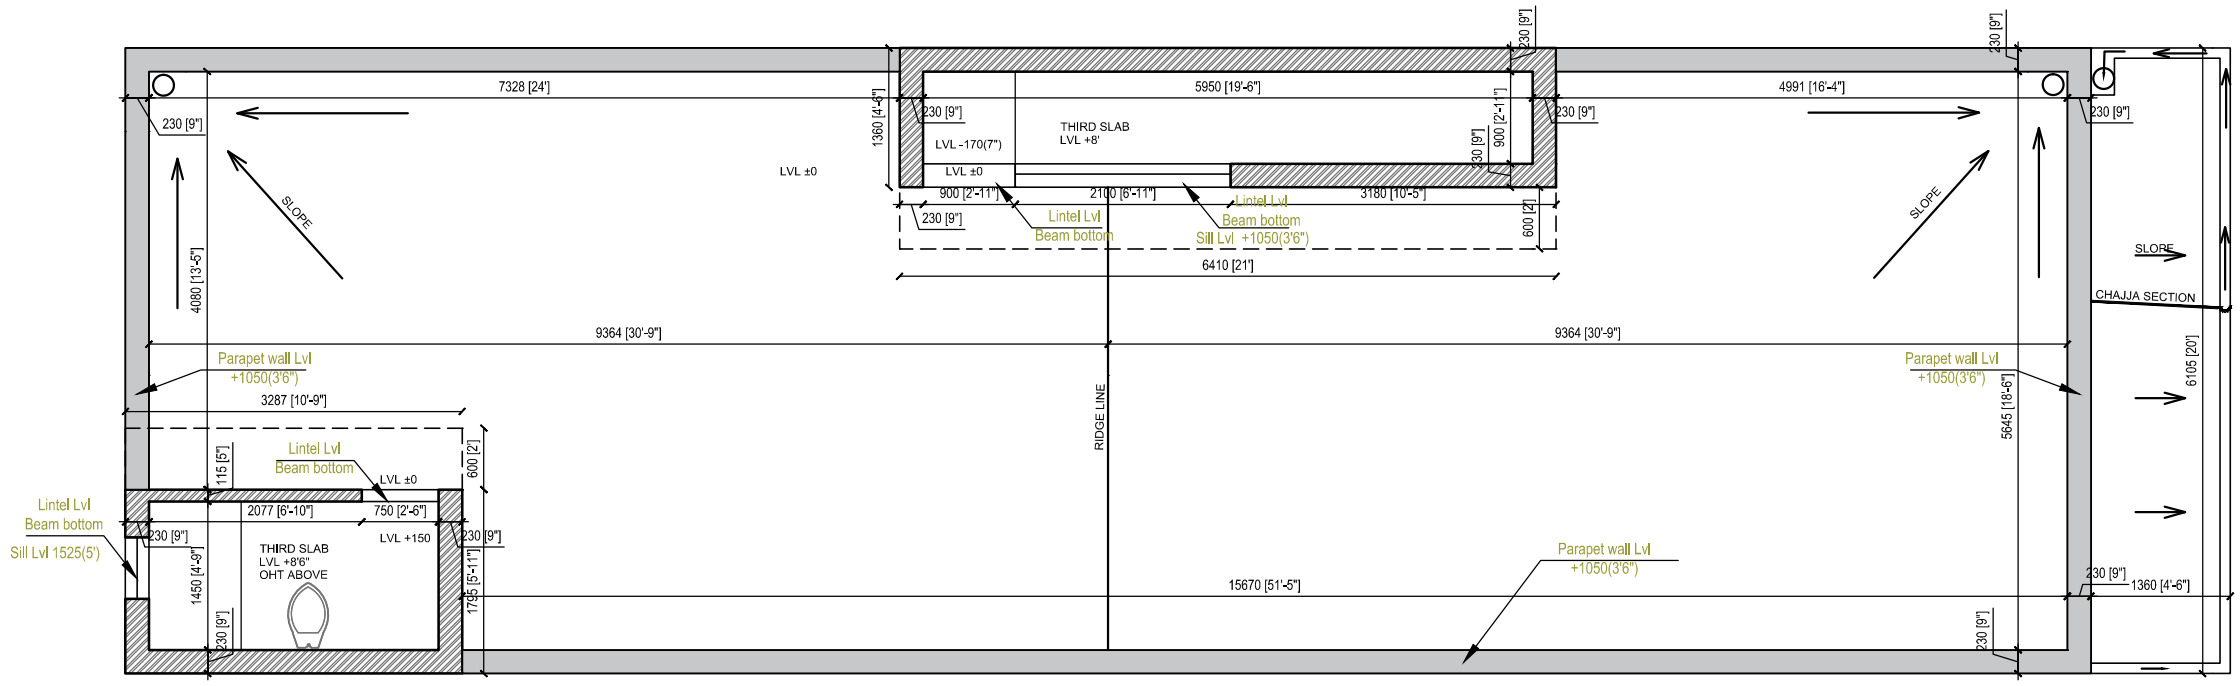 230 [9"]
230 [9"]
7328 [24']
5950 [19'-6"]
4991 [16'-4"]
230 [9"]
1360 [4'-6"]
230 [9"]
THIRD SLAB
LVL +8'
900 [2'-11"]
230 [9"]
230 [9"]
LVL -170(7")
230 [9"]
LVL ±0
LVL ±0
900 [2'-11"]
2100 [6'-11"]
3180 [10'-5"]
SLOPE
SLOPE
230 [9"]
Lintel Lvl
Beam bottom
Lintel Lvl
Beam bottom
Sill Lvl +1050(3'6")
600 [2']
SLOPE
6410 [21']
4080 [13'-5"]
CHAJJA SECTION
9364 [30'-9"]
9364 [30'-9"]
Parapet wall Lvl
+1050(3'6")
Parapet wall Lvl
+1050(3'6")
6105 [20']
3287 [10'-9"]
RIDGE LINE
5645 [18'-6"]
Lintel Lvl
Beam bottom
600 [2']
115 [5"]
LVL ±0
Lintel Lvl
Beam bottom
Sill Lvl 1525(5')
2077 [6'-10"]
750 [2'-6"]
230 [9"]
230 [9"]
LVL +150
THIRD SLAB
LVL +8'6"
OHT ABOVE
1450 [4'-9"]
1795 [5'-11"]
Parapet wall Lvl
+1050(3'6")
15670 [51'-5"]
230 [9"]
1360 [4'-6"]
230 [9"]
230 [9"]